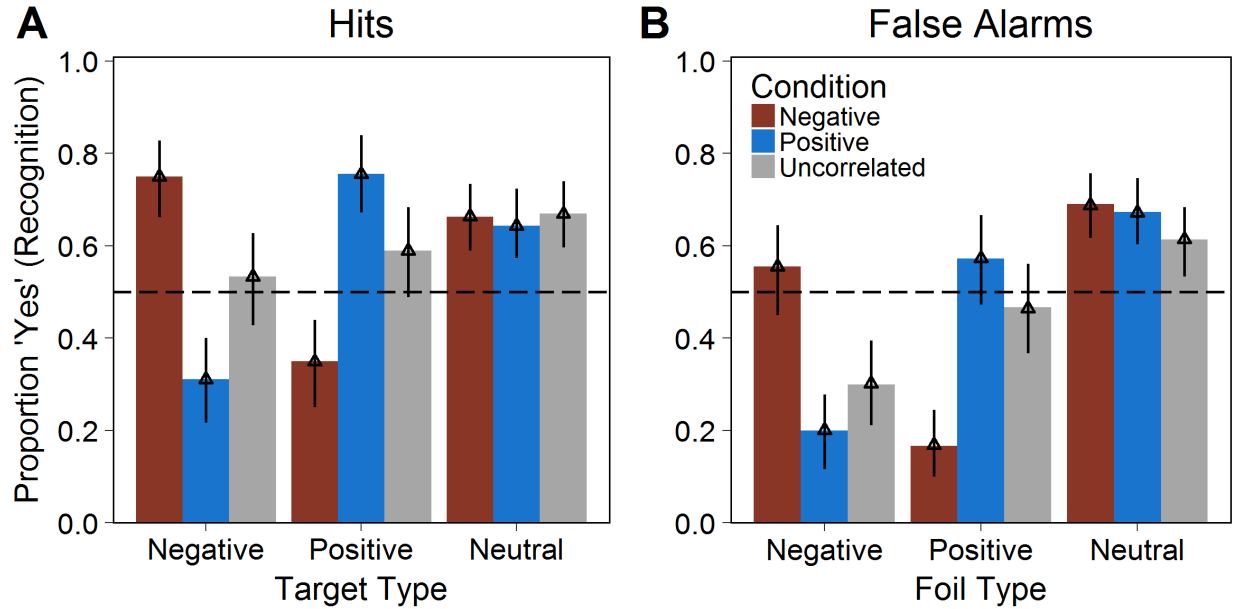 A
Hits
Proportion 'Yes' (Recognition)
1.0
0.8
0.6
0.4
0.2
0.0
Negative
Positive
Neutral
Target Type
B
False Alarms
1.0
0.8
0.6
0.4
0.2
0.0
Condition
Negative
Positive
Uncorrelated
Negative
Positive
Neutral
Foil Type